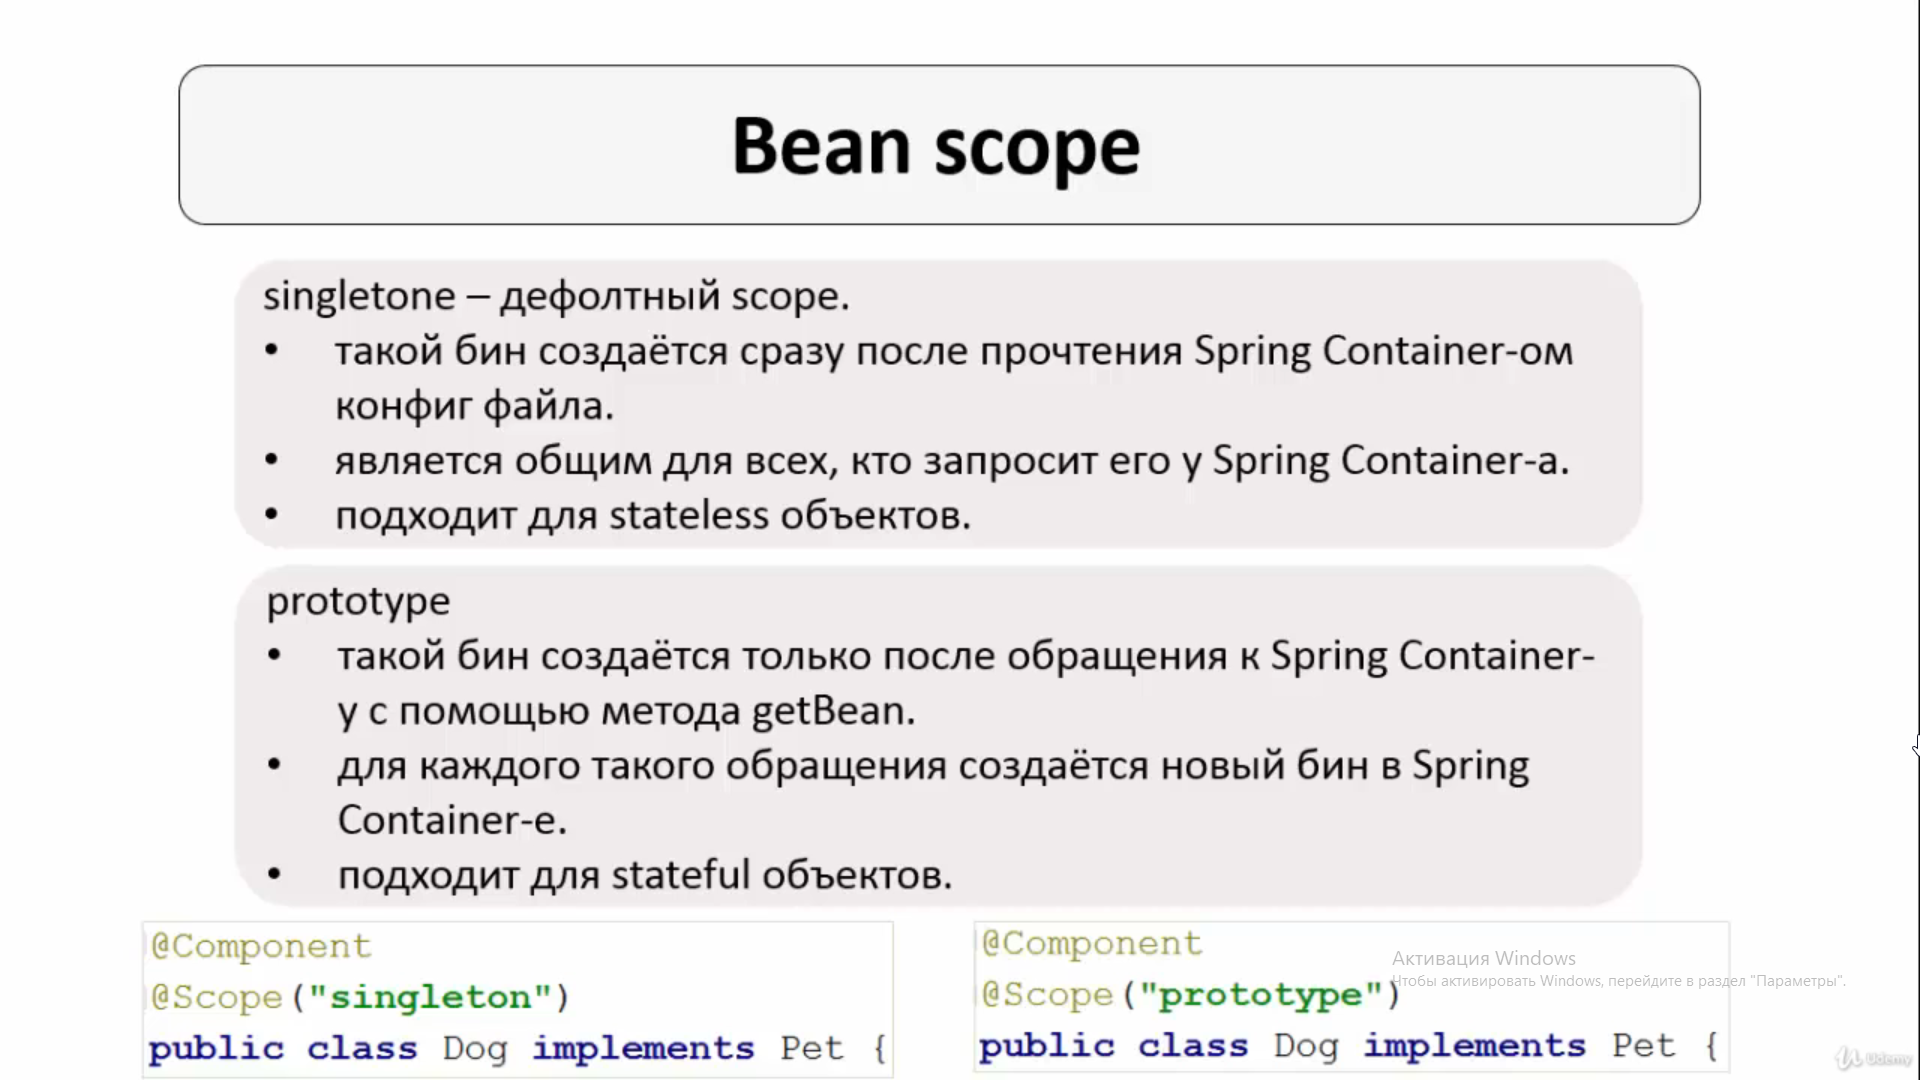 Bean scope
singletone – дефолтный scope.
• такой бин создаётся сразу после прочтения Spring Container-ом
конфиг файла.
• является общим для всех, кто запросит его у Spring Container-а.
• подходит для stateless объектов.
prototype
• такой бин создаётся только после обращения к Spring Container-
у с помощью метода getBean.
• для каждого такого обращения создаётся новый бин в Spring
Container-е.
• подходит для stateful объектов.
@Component
@Scope("singleton")
public class Dog implements Pet {
@Component
@Scope("prototype")
public class Dog implements Pet {
Активация Windows
Чтобы активировать Windows, перейдите в раздел "Параметры".
Udemy